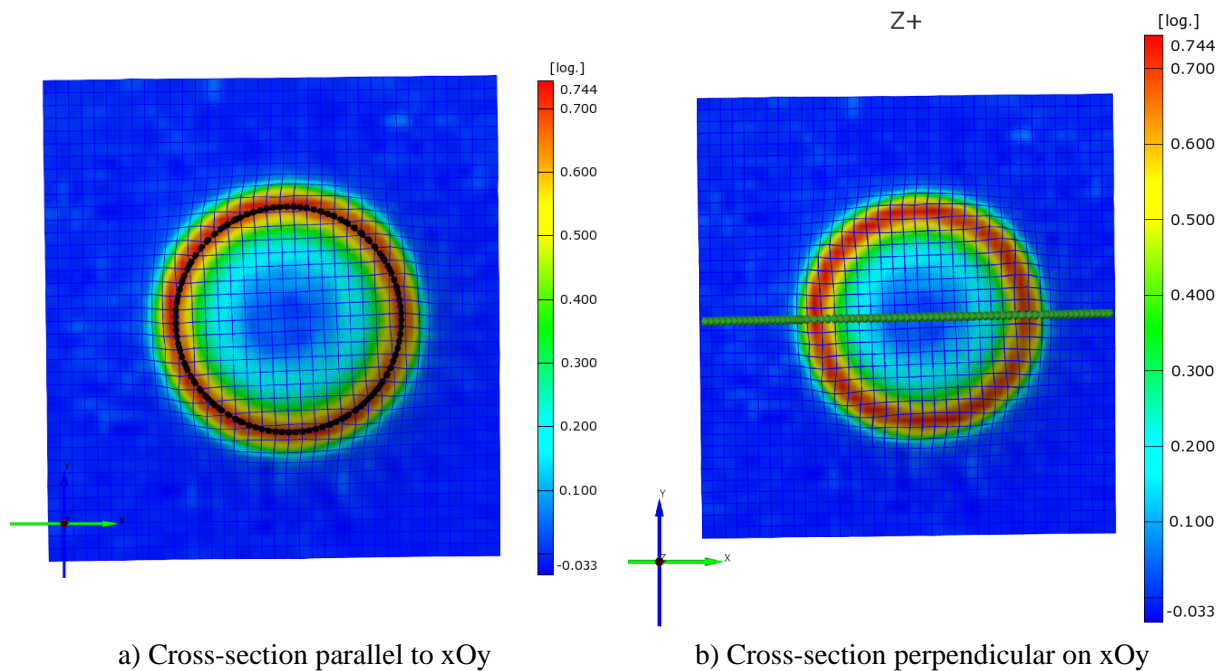 Z+
[log.]
0.744
0.700
0.600
0.500
0.400
0.300
0.200
0.100
-0.033
Y
X
[log.]
0.744
0.700
0.600
0.500
0.400
0.300
0.200
0.100
-0.033
Y
Z
X
a) Cross-section parallel to xOy
b) Cross-section perpendicular on xOy